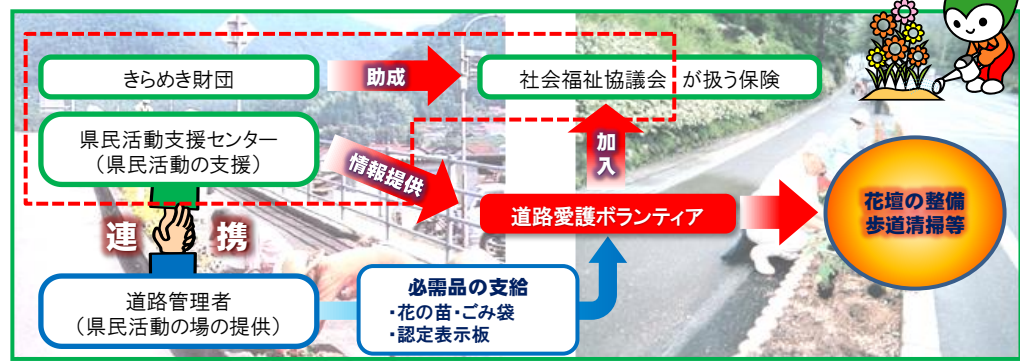 きらめき財団
助成
社会福祉協議会 が扱う保険
県民活動支援センター
（県民活動の支援）
情報提供
加入
道路愛護ボランティア
花壇の整備
歩道清掃等
連携
道路管理者
（県民活動の場の提供）
必需品の支給
・花の苗・ごみ袋
・認定表示板